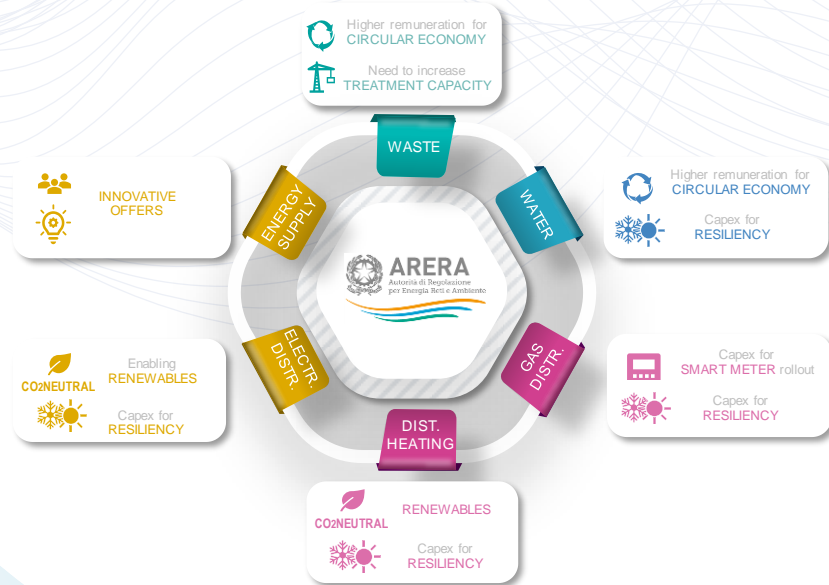 Higher remuneration for
CIRCULAR ECONOMY
Need to increase
TREATMENT CAPACITY
WASTE
INNOVATIVE
OFFERS
ENERGY
SUPPLY
WATER
Higher remuneration for
CIRCULAR ECONOMY
Capex for
RESILIENCY
ARERA
Autorità di Regolazione
per Energia Reti e Ambiente
CO2NEUTRAL
Enabling
RENEWABLES
Capex for
RESILIENCY
ELECTR.
DISTR.
GAS
DISTR.
Capex for
SMART METER rollout
Capex for
RESILIENCY
DIST.
HEATING
CO2NEUTRAL
RENEWABLES
Capex for
RESILIENCY